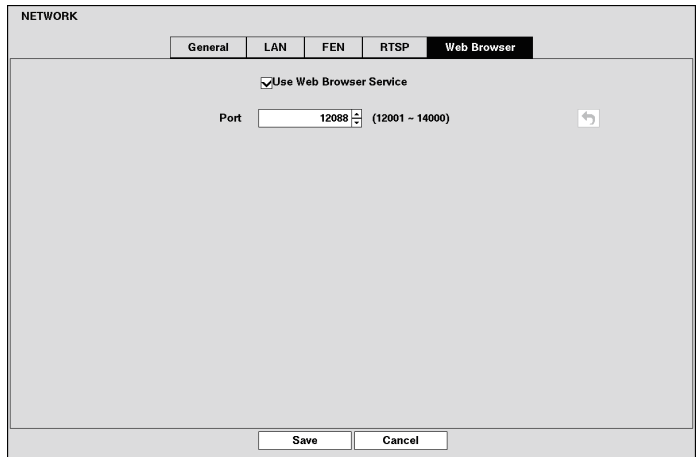 NETWORK
General LAN FEN RTSP Web Browser
Use Web Browser Service
Port 12088 (12001 ~ 14000)
Save Cancel